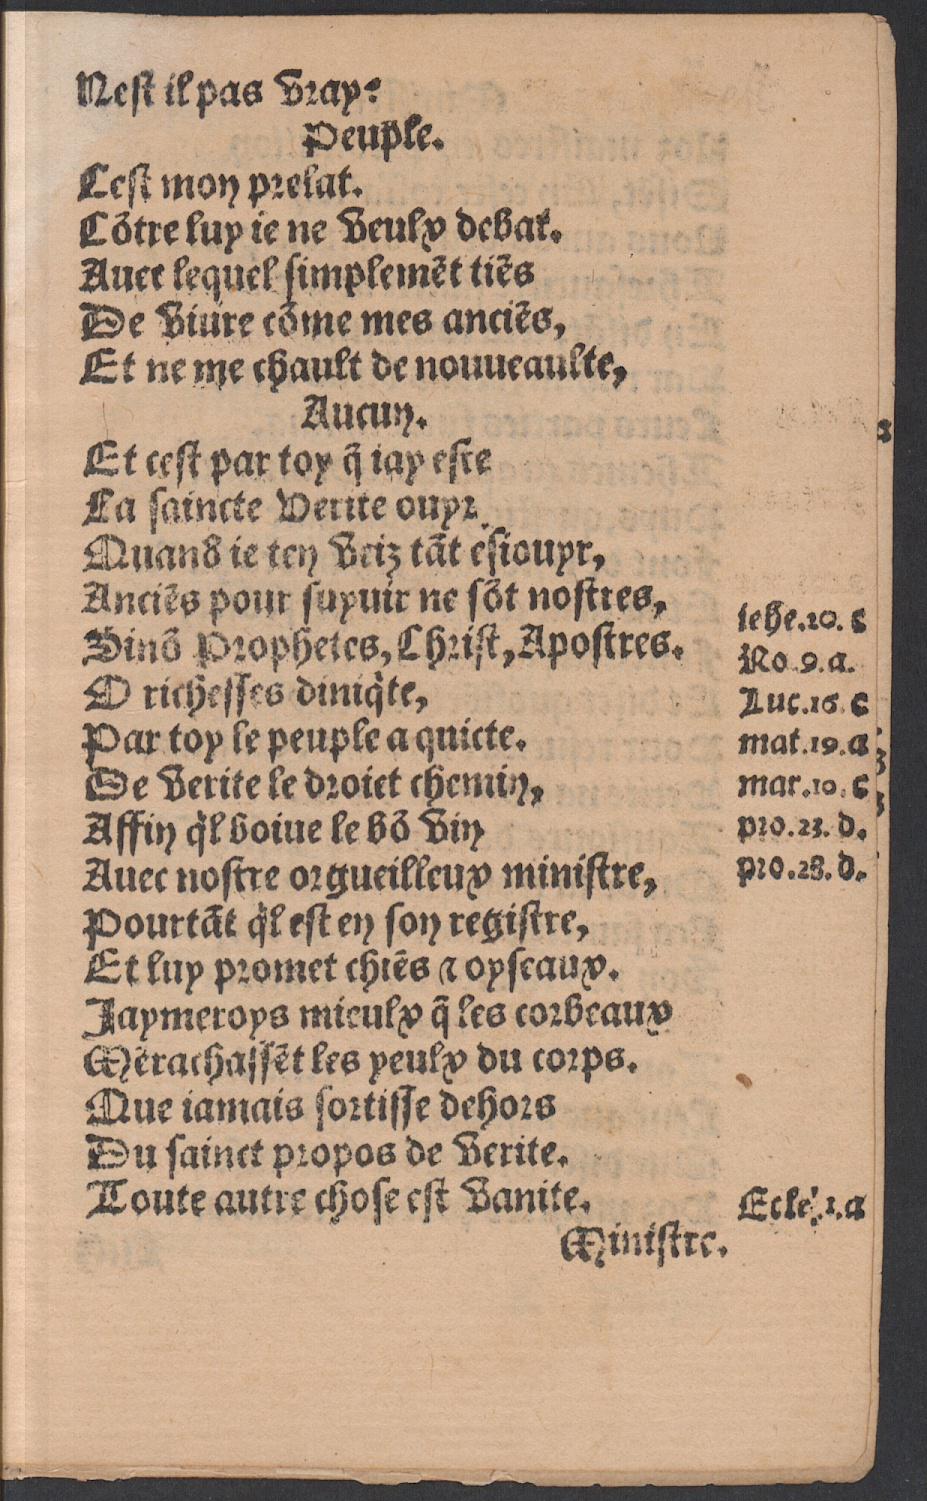 Nest il pas vray?
Peuple.
Cest mon prelat.
Cõtre luy ie ne veulx debat.
Auec lequel simplemẽt tiẽs
De viure cõme mes anciẽs,
Et ne me chault de nouueaulte,
Aucun.
Et cest par toy q̃ iay este
La saincte Verite ouyr
Quand ie ten veiz tãt esiouyr,
Anciẽs pour suyuir ne sõt nostres,
Sinõ Prophetes, Christ, Apostres.
O richesses diniq̃te,
Par toy le peuple a quicte.
De verite le droict chemin,
Affin q̃l boiue le bõ vin
Auec nostre orgueilleux ministre,
Pourtãt q̃l est en son registre,
Et luy promet chiẽs ⁊ oyseaux.
Jaymeroys mieulx q̃ les corbeaux
Mẽrachassẽt les yeulx du corps.
Que iamais sortisse dehors
Du sainct propos de verite.
Toute autre chose est vanite.
Ministre.
iehe.20. c
Ro.9.a.
Luc.16.c
mat.19.a
mar.10.c
pro.23.d.
pro.28.d.
Eclẽ.1.a